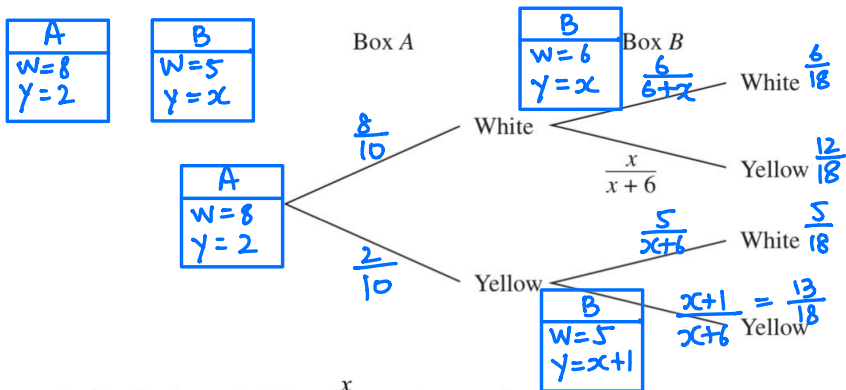 A
W=8
y=2
B
W=5
y=x
Box A
B
W=6
y=x
Box B
6/(6+x)
White 6/18
8/10
White
x/(x+6)
Yellow 12/18
A
W=8
y=2
2/10
5/(x+6)
White 5/18
Yellow
B
W=5
y=x+1
(x+1)/(x+6) = 13/18
Yellow
x